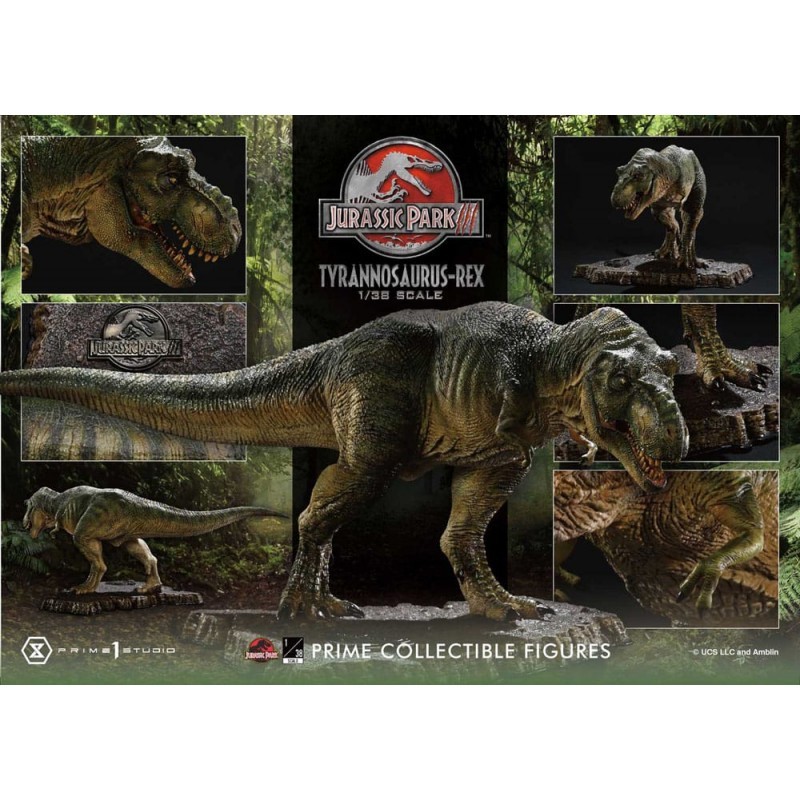 JURASSIC PARK III
™
TYRANNOSAURUS-REX
1/38 SCALE
JURASSIC PARK III
PRIME 1 STUDIO
JURASSIC PARK
1/38
SCALE
PRIME COLLECTIBLE FIGURES
© UCS LLC and Amblin